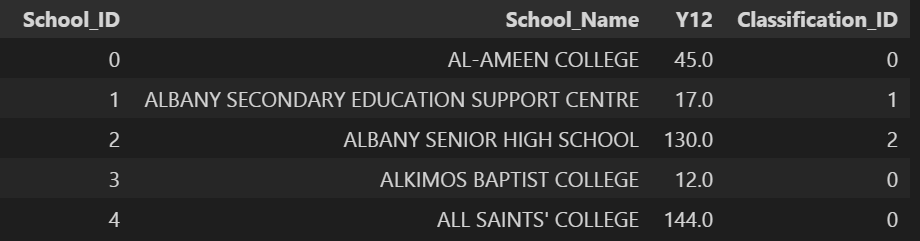 School_ID School_Name Y12 Classification_ID
0 AL-AMEEN COLLEGE 45.0 0
1 ALBANY SECONDARY EDUCATION SUPPORT CENTRE 17.0 1
2 ALBANY SENIOR HIGH SCHOOL 130.0 2
3 ALKIMOS BAPTIST COLLEGE 12.0 0
4 ALL SAINTS' COLLEGE 144.0 0